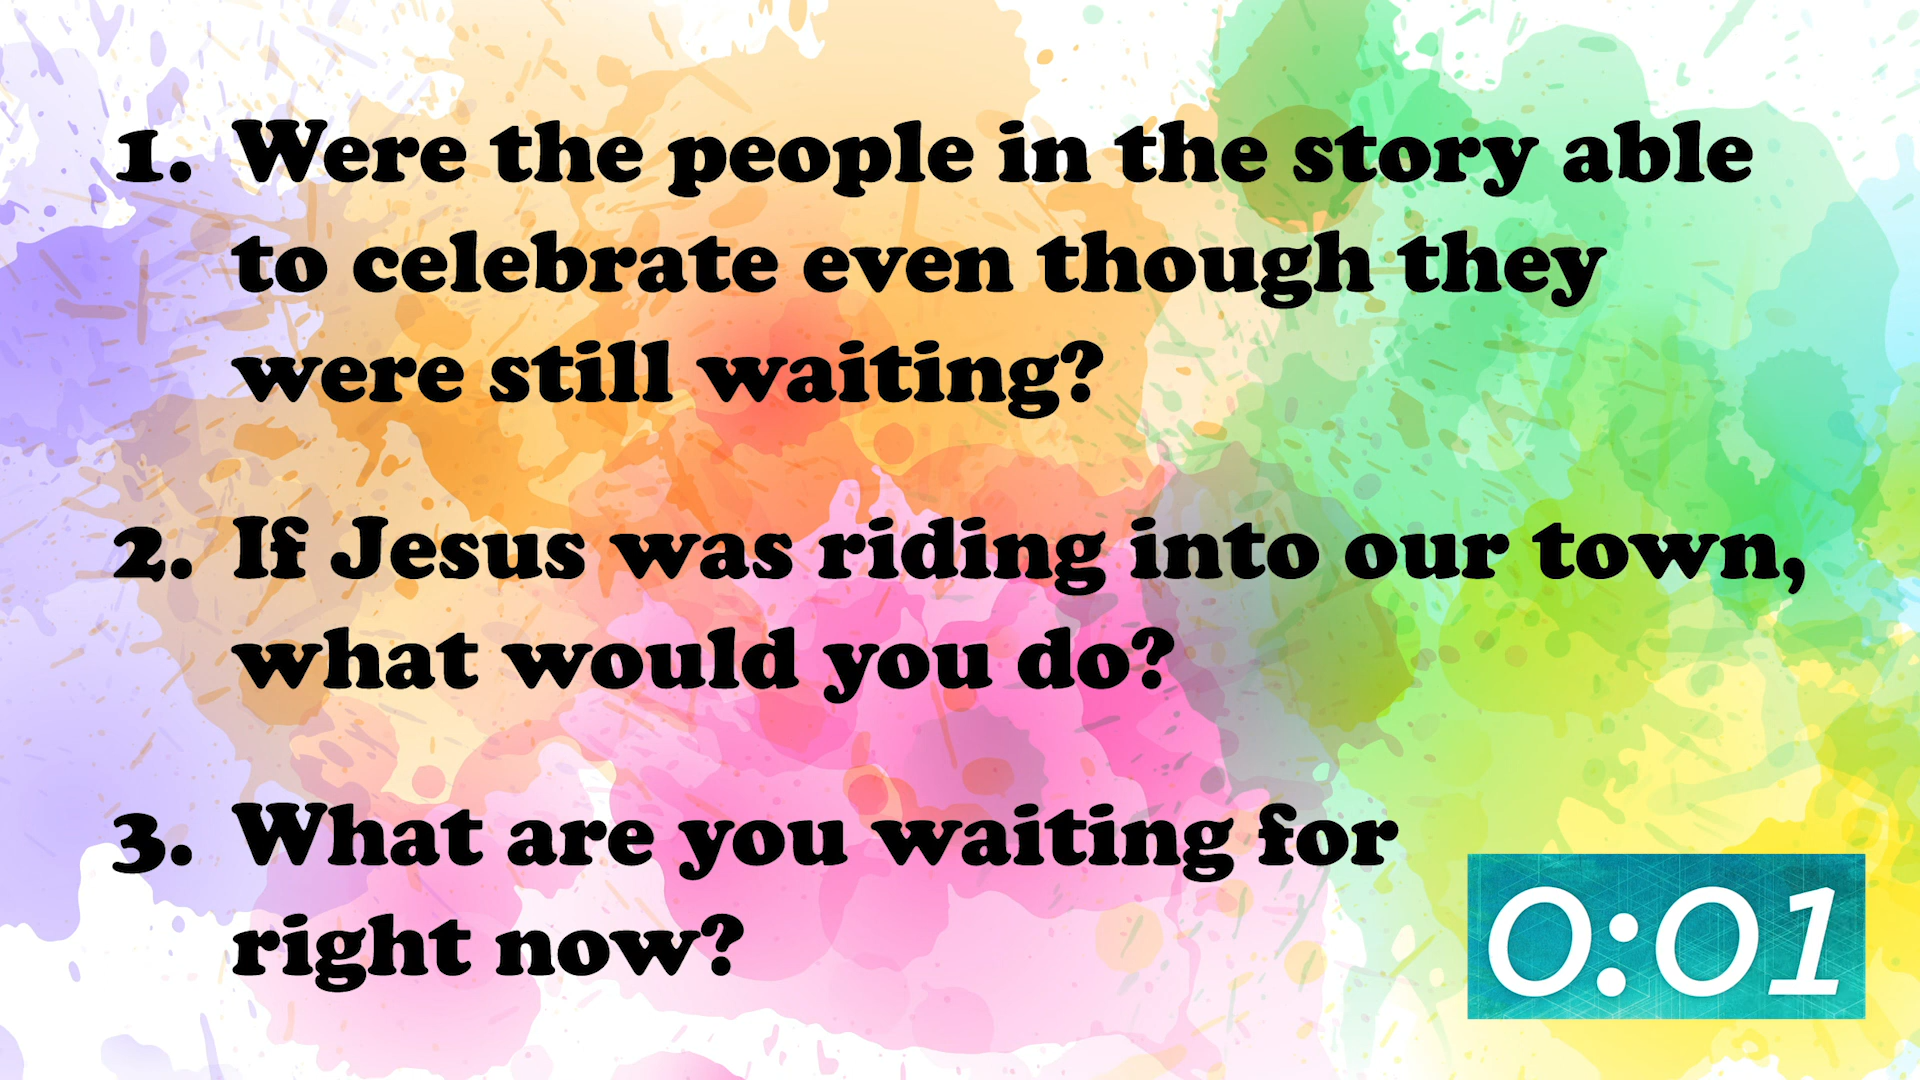 1. Were the people in the story able
to celebrate even though they
were still waiting?
2. If Jesus was riding into our town,
what would you do?
3. What are you waiting for
right now?
0:01